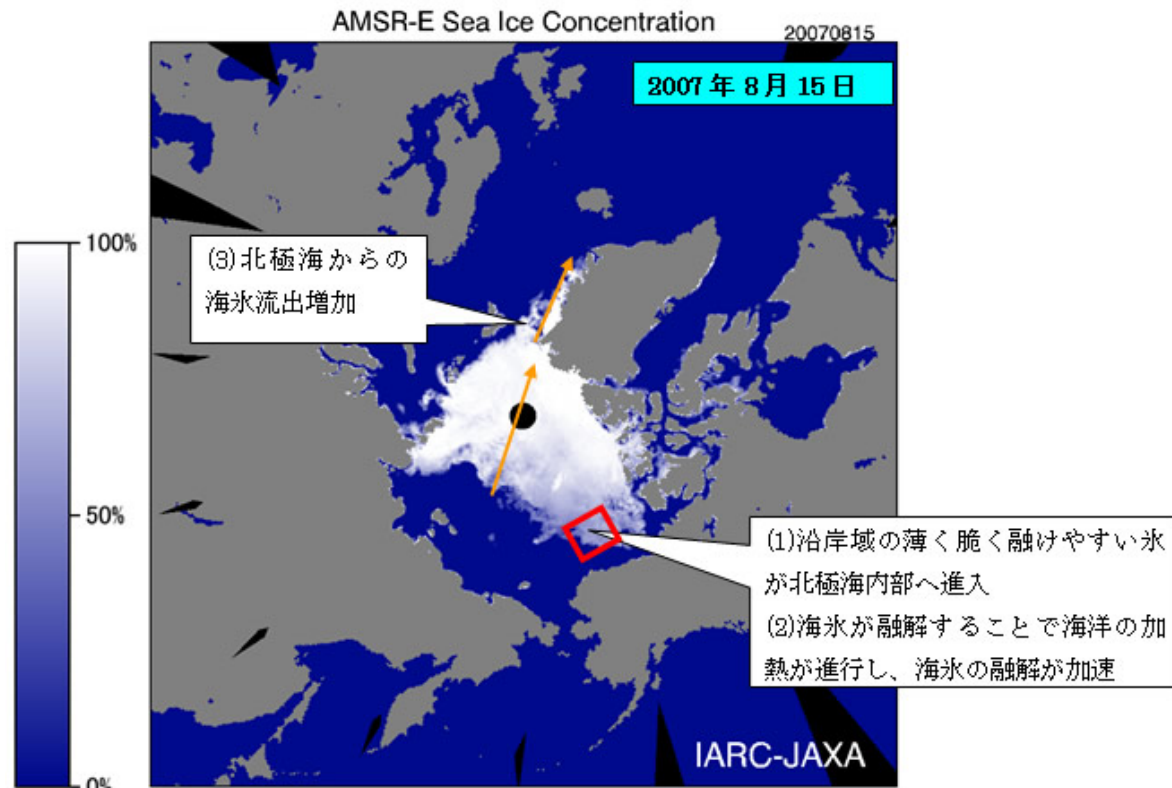 AMSR-E Sea Ice Concentration
20070815
2007年8月15日
100%
(3)北極海からの
海氷流出増加
50%
(1)沿岸域の薄く脆く融けやすい氷
が北極海内部へ進入
(2)海氷が融解することで海洋の加
熱が進行し、海氷の融解が加速
IARC-JAXA
0%